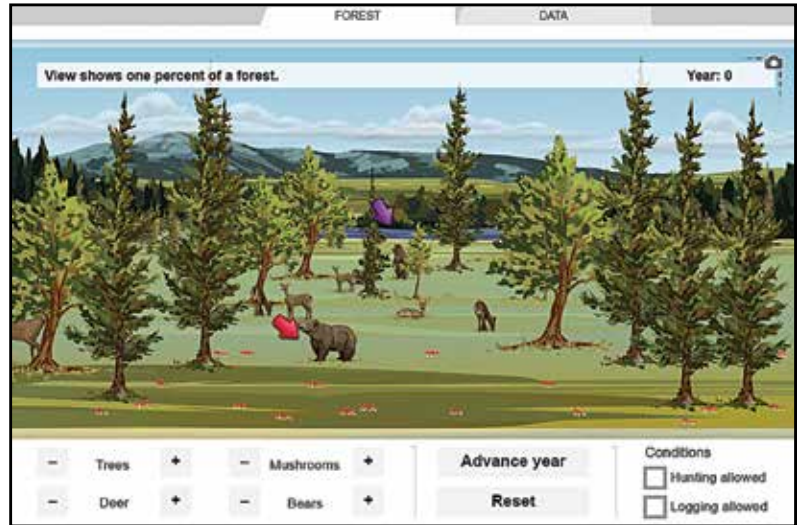 FOREST DATA
View shows one percent of a forest. Year: 0
- Trees + - Mushrooms + Advance year Conditions
Hunting allowed
- Deer + - Bears + Reset Logging allowed